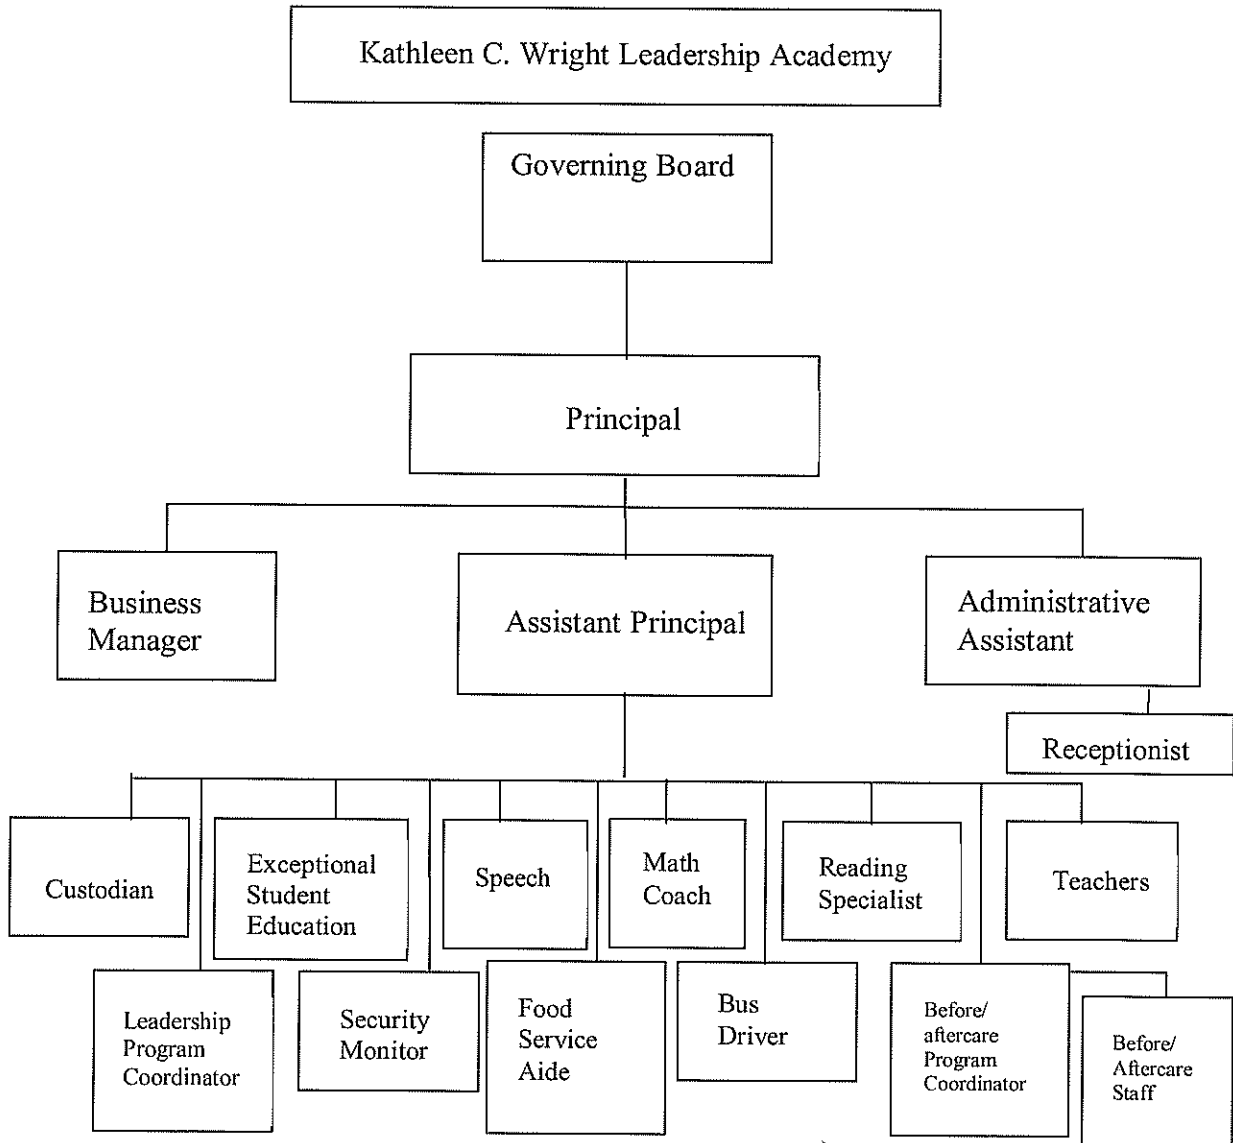 Kathleen C. Wright Leadership Academy
Governing Board
Principal
Business
Manager
Assistant Principal
Administrative
Assistant
Receptionist
Custodian
Exceptional
Student
Education
Speech
Math
Coach
Reading
Specialist
Teachers
Leadership
Program
Coordinator
Security
Monitor
Food
Service
Aide
Bus
Driver
Before/
aftercare
Program
Coordinator
Before/
Aftercare
Staff